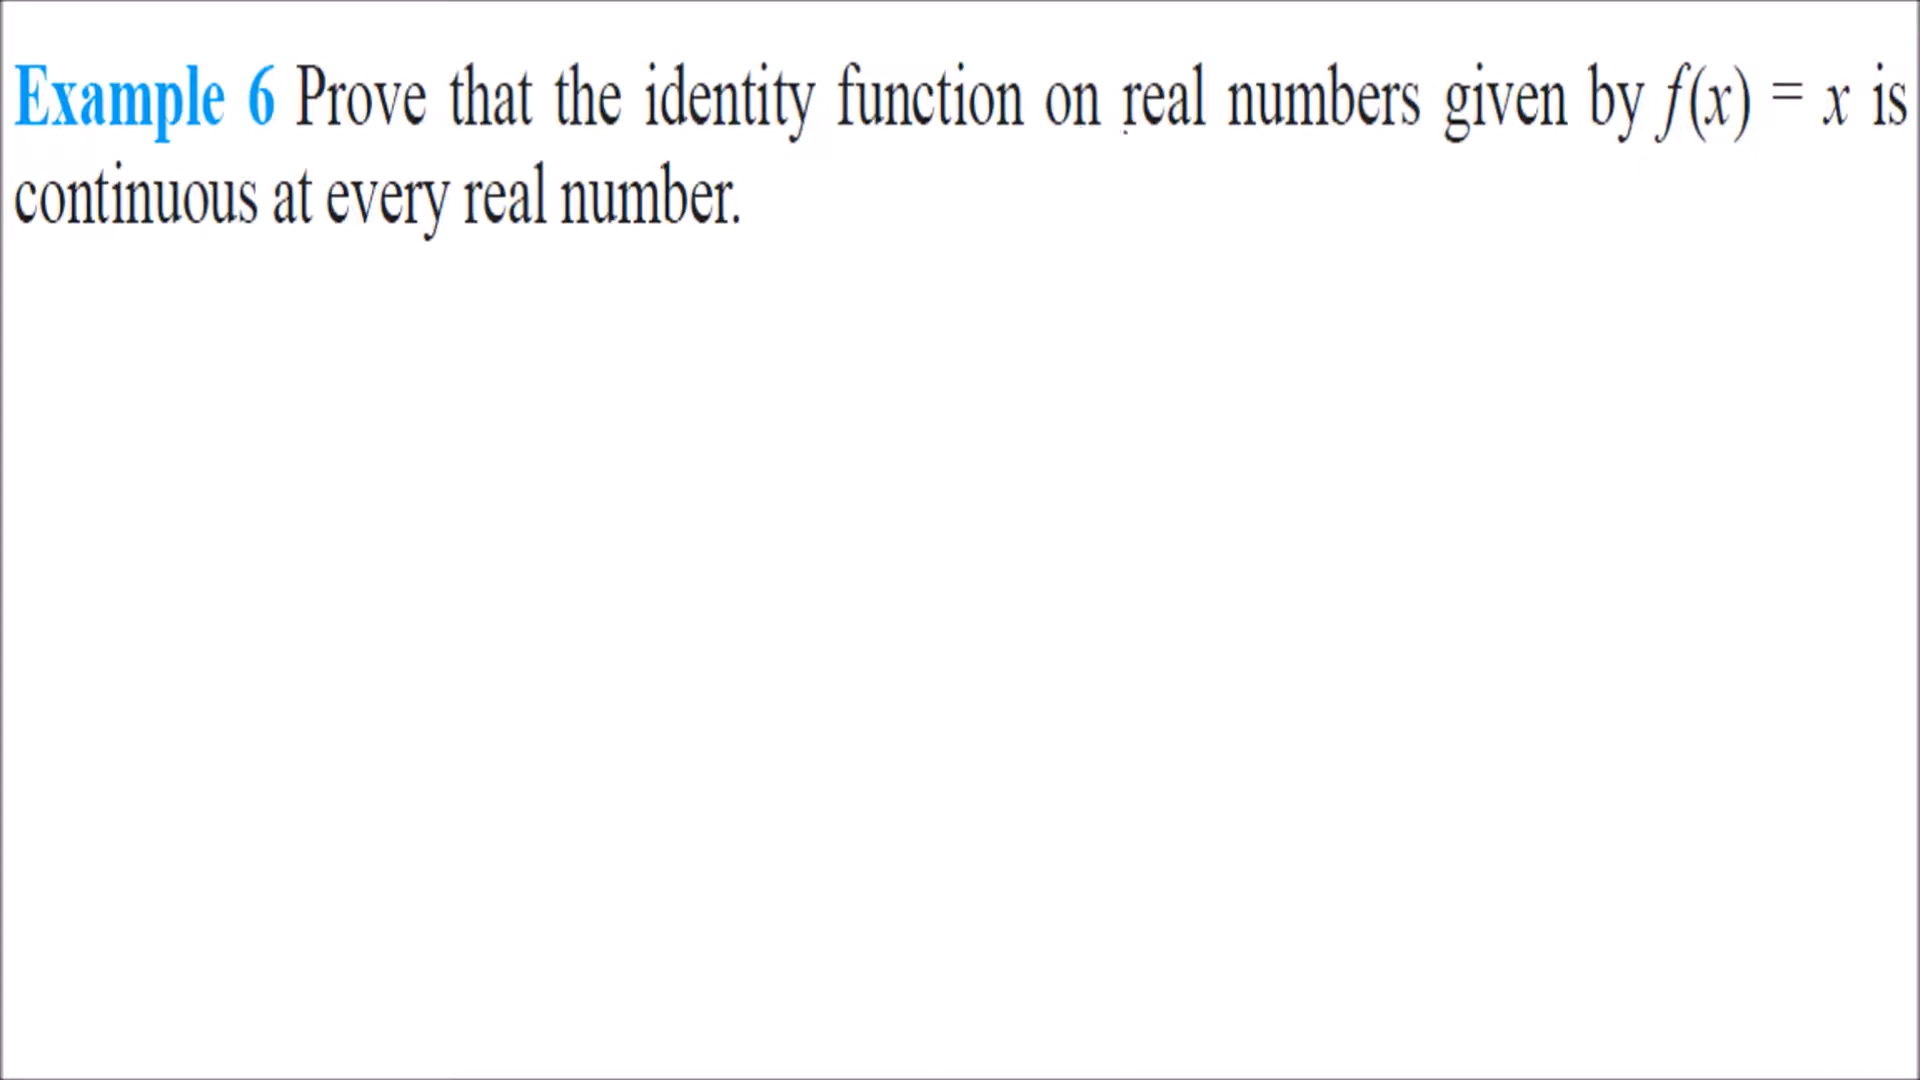 Example 6 Prove that the identity function on real numbers given by f(x) = x is
continuous at every real number.